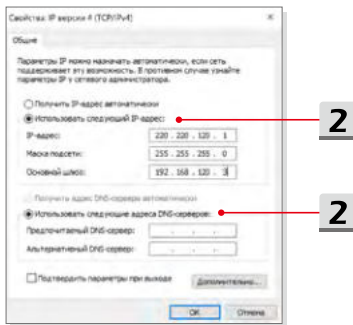 Свойства: IP версии 4 (TCP/IPv4)
Общие
Параметры IP можно назначать автоматически, если сеть
поддерживает эту возможность. В противном случае узнайте
параметры IP у сетевого администратора.
Получить IP-адрес автоматически
Использовать следующий IP-адрес:
2
IP-адрес: 220 . 220 . 120 . 1
Маска подсети: 255 . 255 . 255 . 0
Основной шлюз: 192 . 168 . 120 . 3
Получить адрес DNS-сервера автоматически
Использовать следующие адреса DNS-серверов:
2
Предпочитаемый DNS-сервер:
Альтернативный DNS-сервер:
Подтвердить параметры при выходе
Дополнительно...
ОК Отмена